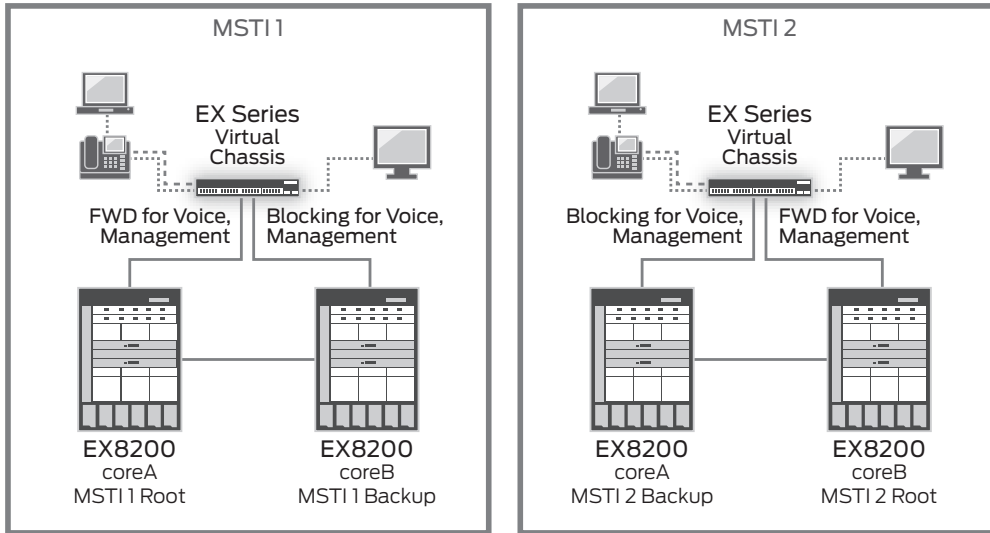 MSTI 1
EX Series
Virtual
Chassis
FWD for Voice,
Management
Blocking for Voice,
Management
EX8200
coreA
MSTI 1 Root
EX8200
coreB
MSTI 1 Backup
MSTI 2
EX Series
Virtual
Chassis
Blocking for Voice,
Management
FWD for Voice,
Management
EX8200
coreA
MSTI 2 Backup
EX8200
coreB
MSTI 2 Root